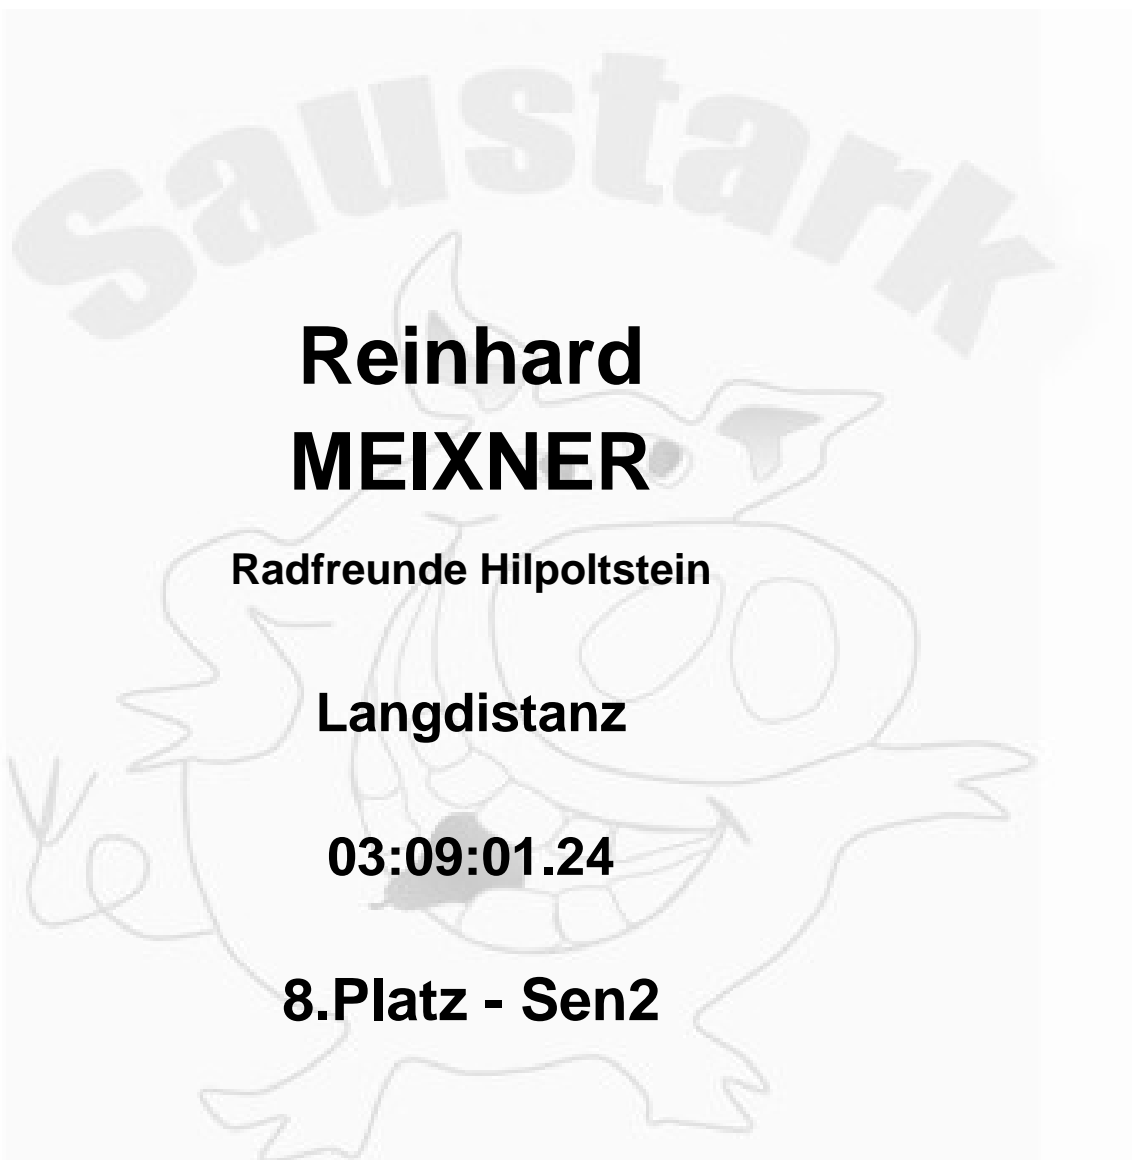 Saustark
Reinhard
MEIXNER
Radfreunde Hilpoltstein
Langdistanz
03:09:01.24
8.Platz - Sen2